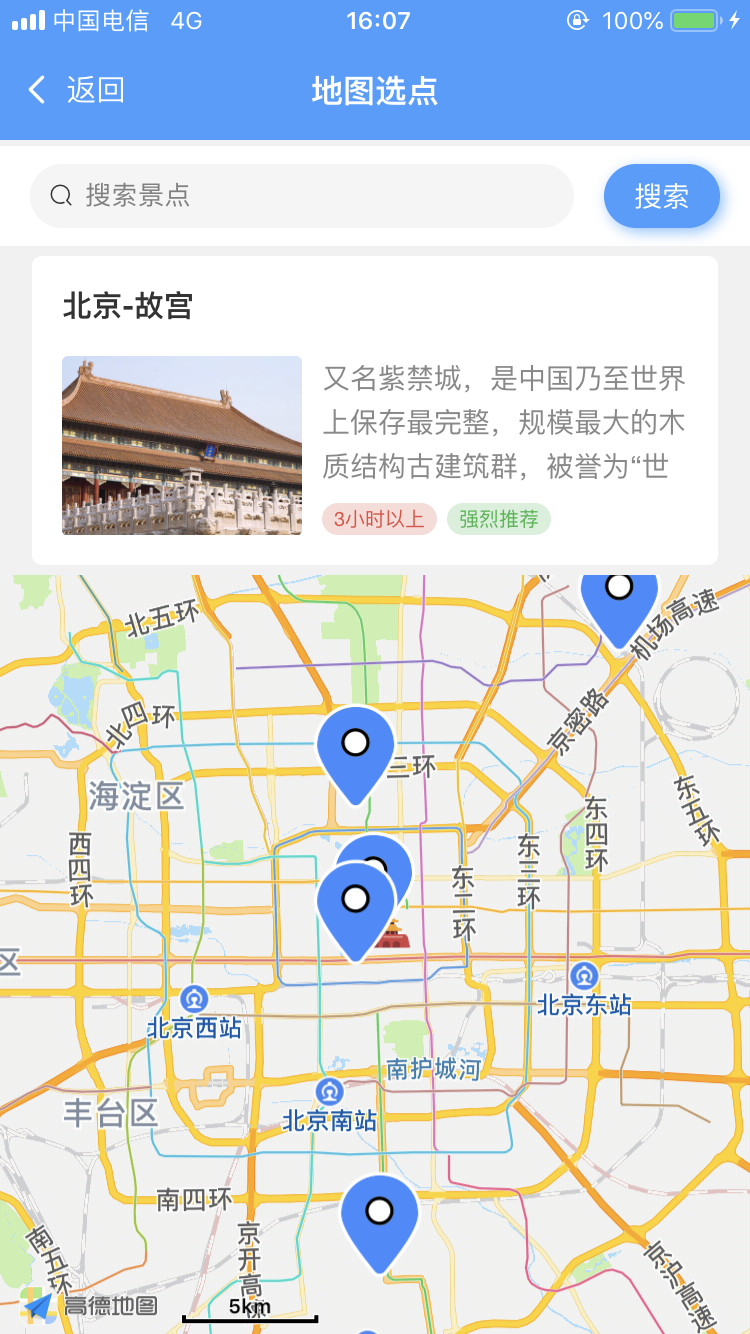 中国电信 4G 16:07 100%
返回 地图选点
搜索景点 搜索
北京-故宫
又名紫禁城，是中国乃至世界
上保存最完整，规模最大的木
质结构古建筑群，被誉为“世
3小时以上 强烈推荐
北五环
机场高速
北四环
京密路
三环
海淀区
东五环
东四环
西四环
东三环
东二环
区
北京西站
北京东站
南护城河
丰台区
北京南站
南四环
南五环
京开高
京沪高速
高德地图
5km